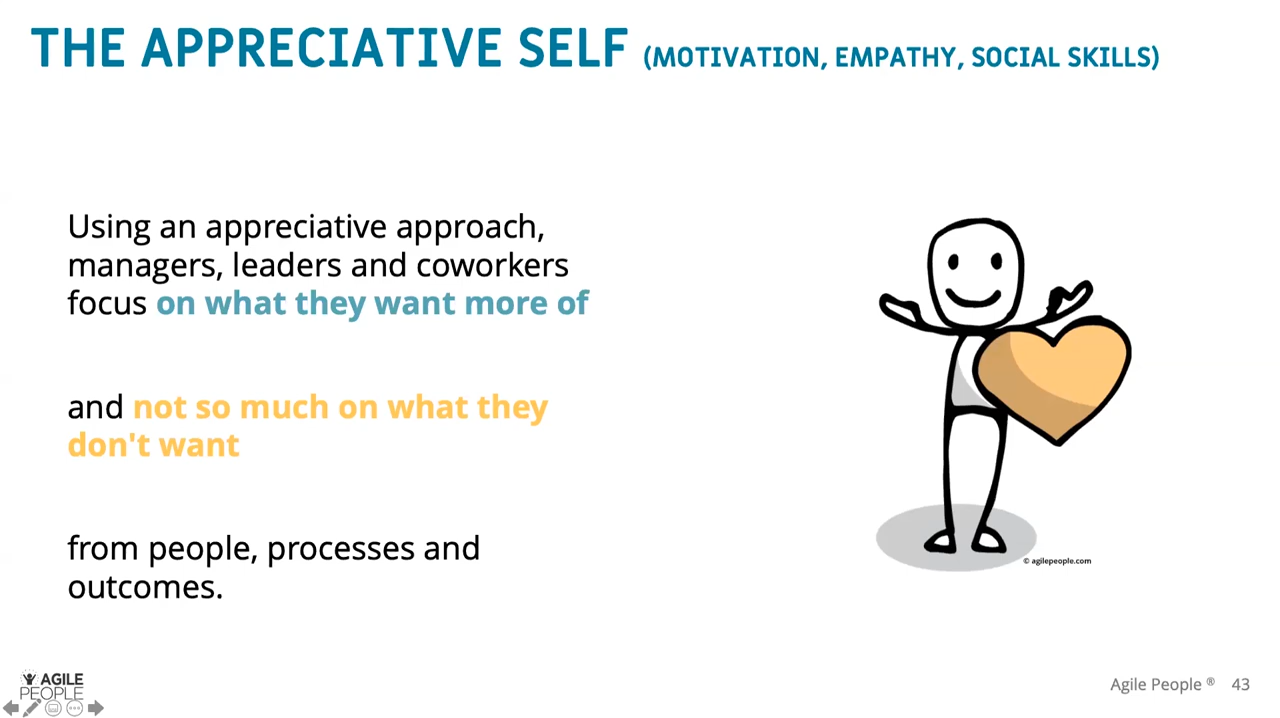 THE APPRECIATIVE SELF (MOTIVATION, EMPATHY, SOCIAL SKILLS)
Using an appreciative approach,
managers, leaders and coworkers
focus on what they want more of
and not so much on what they
don't want
from people, processes and
outcomes.
© agilepeople.com
AGILE
PEOPLE
Agile People ® 43